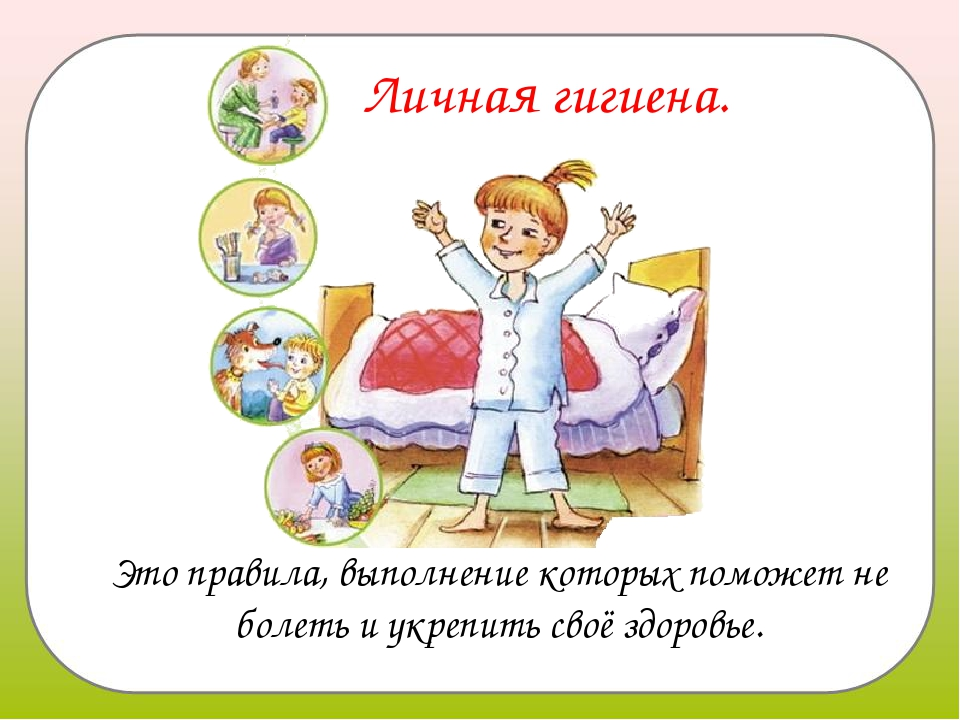 Личная гигиена.
Это правила, выполнение которых поможет не
болеть и укрепить своё здоровье.